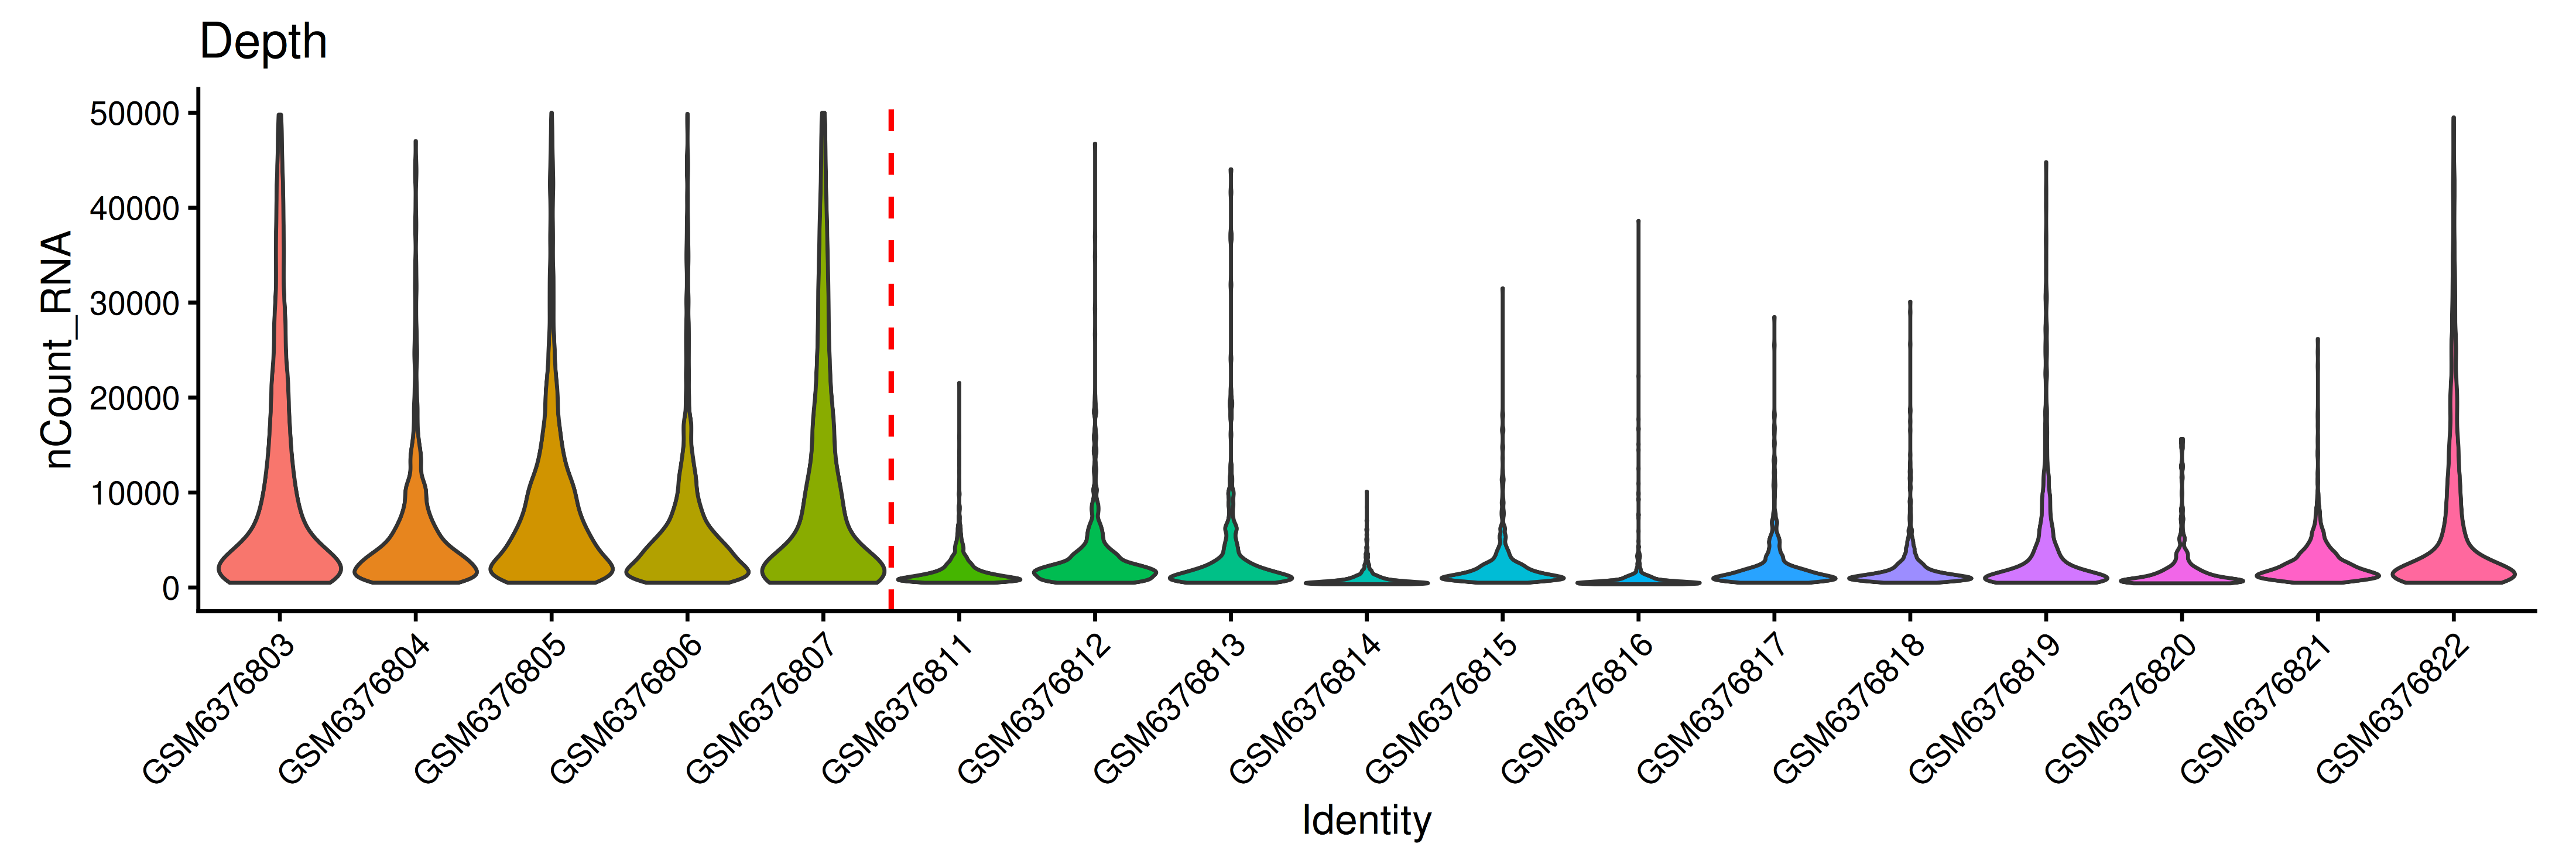 Depth
nCount_RNA
50000
40000
30000
20000
10000
0
GSM6376803
GSM6376804
GSM6376805
GSM6376806
GSM6376807
GSM6376811
GSM6376812
GSM6376813
GSM6376814
GSM6376815
GSM6376816
GSM6376817
GSM6376818
GSM6376819
GSM6376820
GSM6376821
GSM6376822
Identity